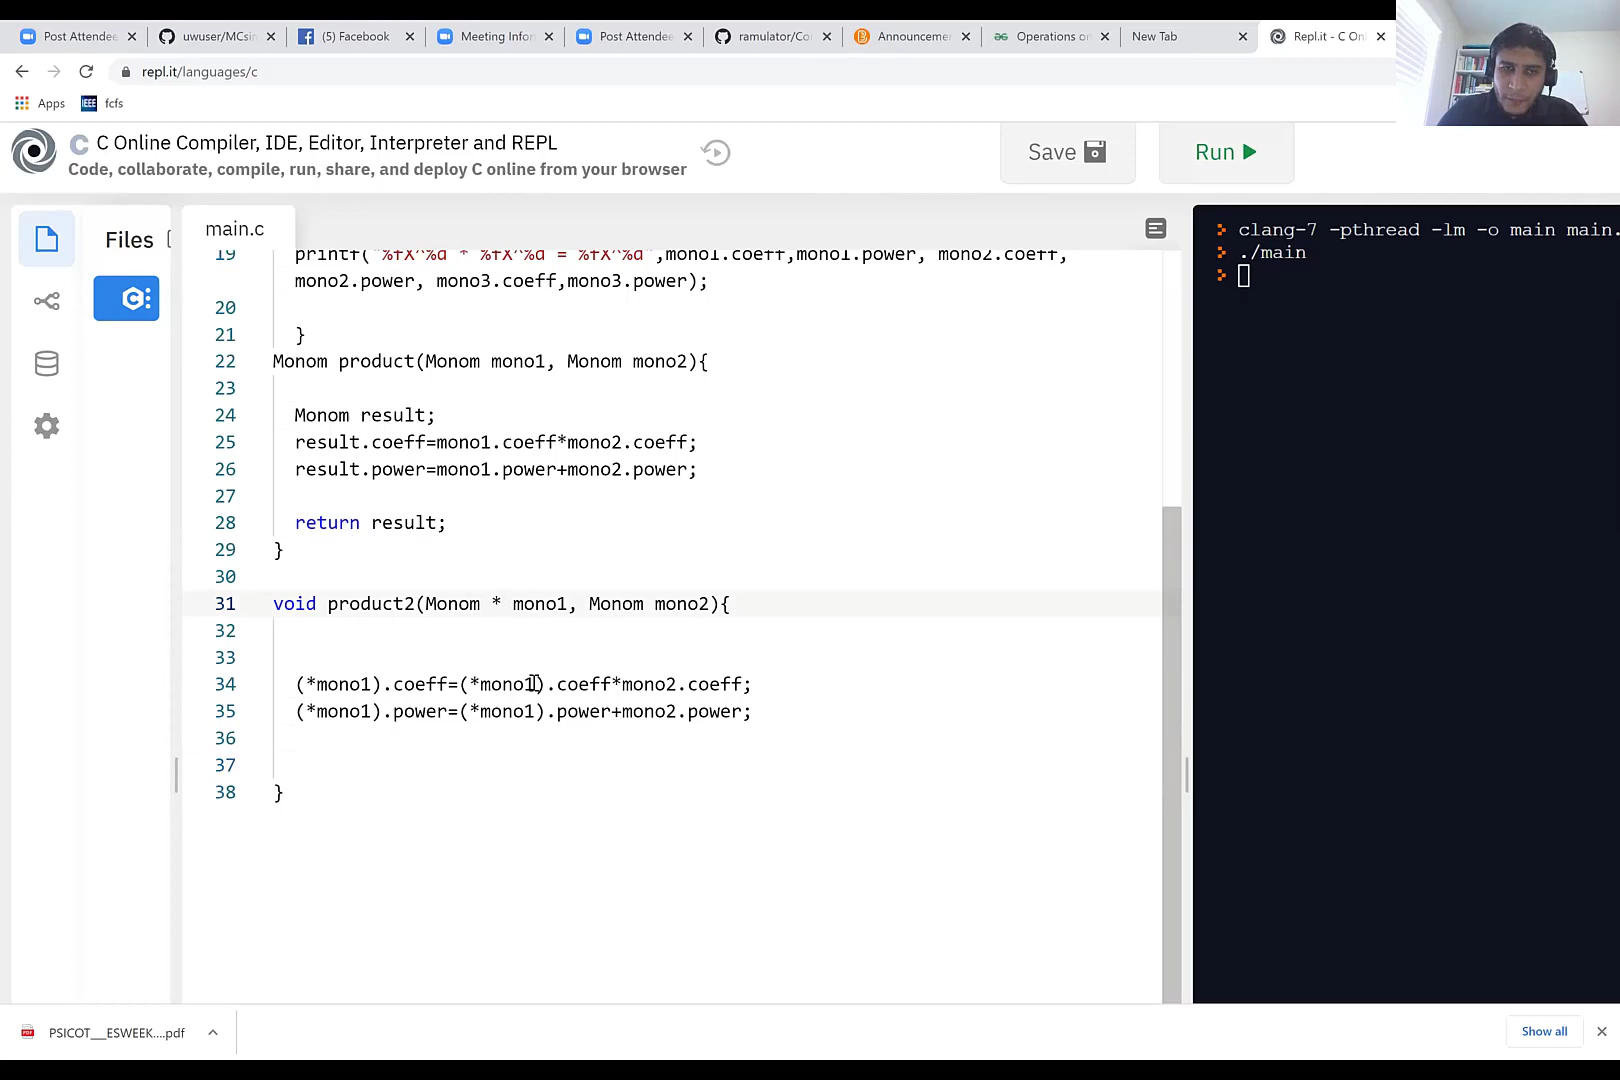 Post Attendee
uwuser/MCsin
(5) Facebook
Meeting Infor
Post Attendee
ramulator/Co
Announceme
Operations on
New Tab
Repl.it - C Onl
repl.it/languages/c
Apps
IEEE
fcfs
C C Online Compiler, IDE, Editor, Interpreter and REPL
Code, collaborate, compile, run, share, and deploy C online from your browser
Save
Run
Files
main.c
C
19 printf("%fX^%d * %fX^%d = %fX^%d",mono1.coeff,mono1.power, mono2.coeff,
mono2.power, mono3.coeff,mono3.power);
20
21 }
22 Monom product(Monom mono1, Monom mono2){
23
24 Monom result;
25 result.coeff=mono1.coeff*mono2.coeff;
26 result.power=mono1.power+mono2.power;
27
28 return result;
29 }
30
31 void product2(Monom * mono1, Monom mono2){
32
33
34 (*mono1).coeff=(*mono1).coeff*mono2.coeff;
35 (*mono1).power=(*mono1).power+mono2.power;
36
37
38 }
> clang-7 -pthread -lm -o main main.
> ./main
>
PSICOT__ESWEEK....pdf
Show all